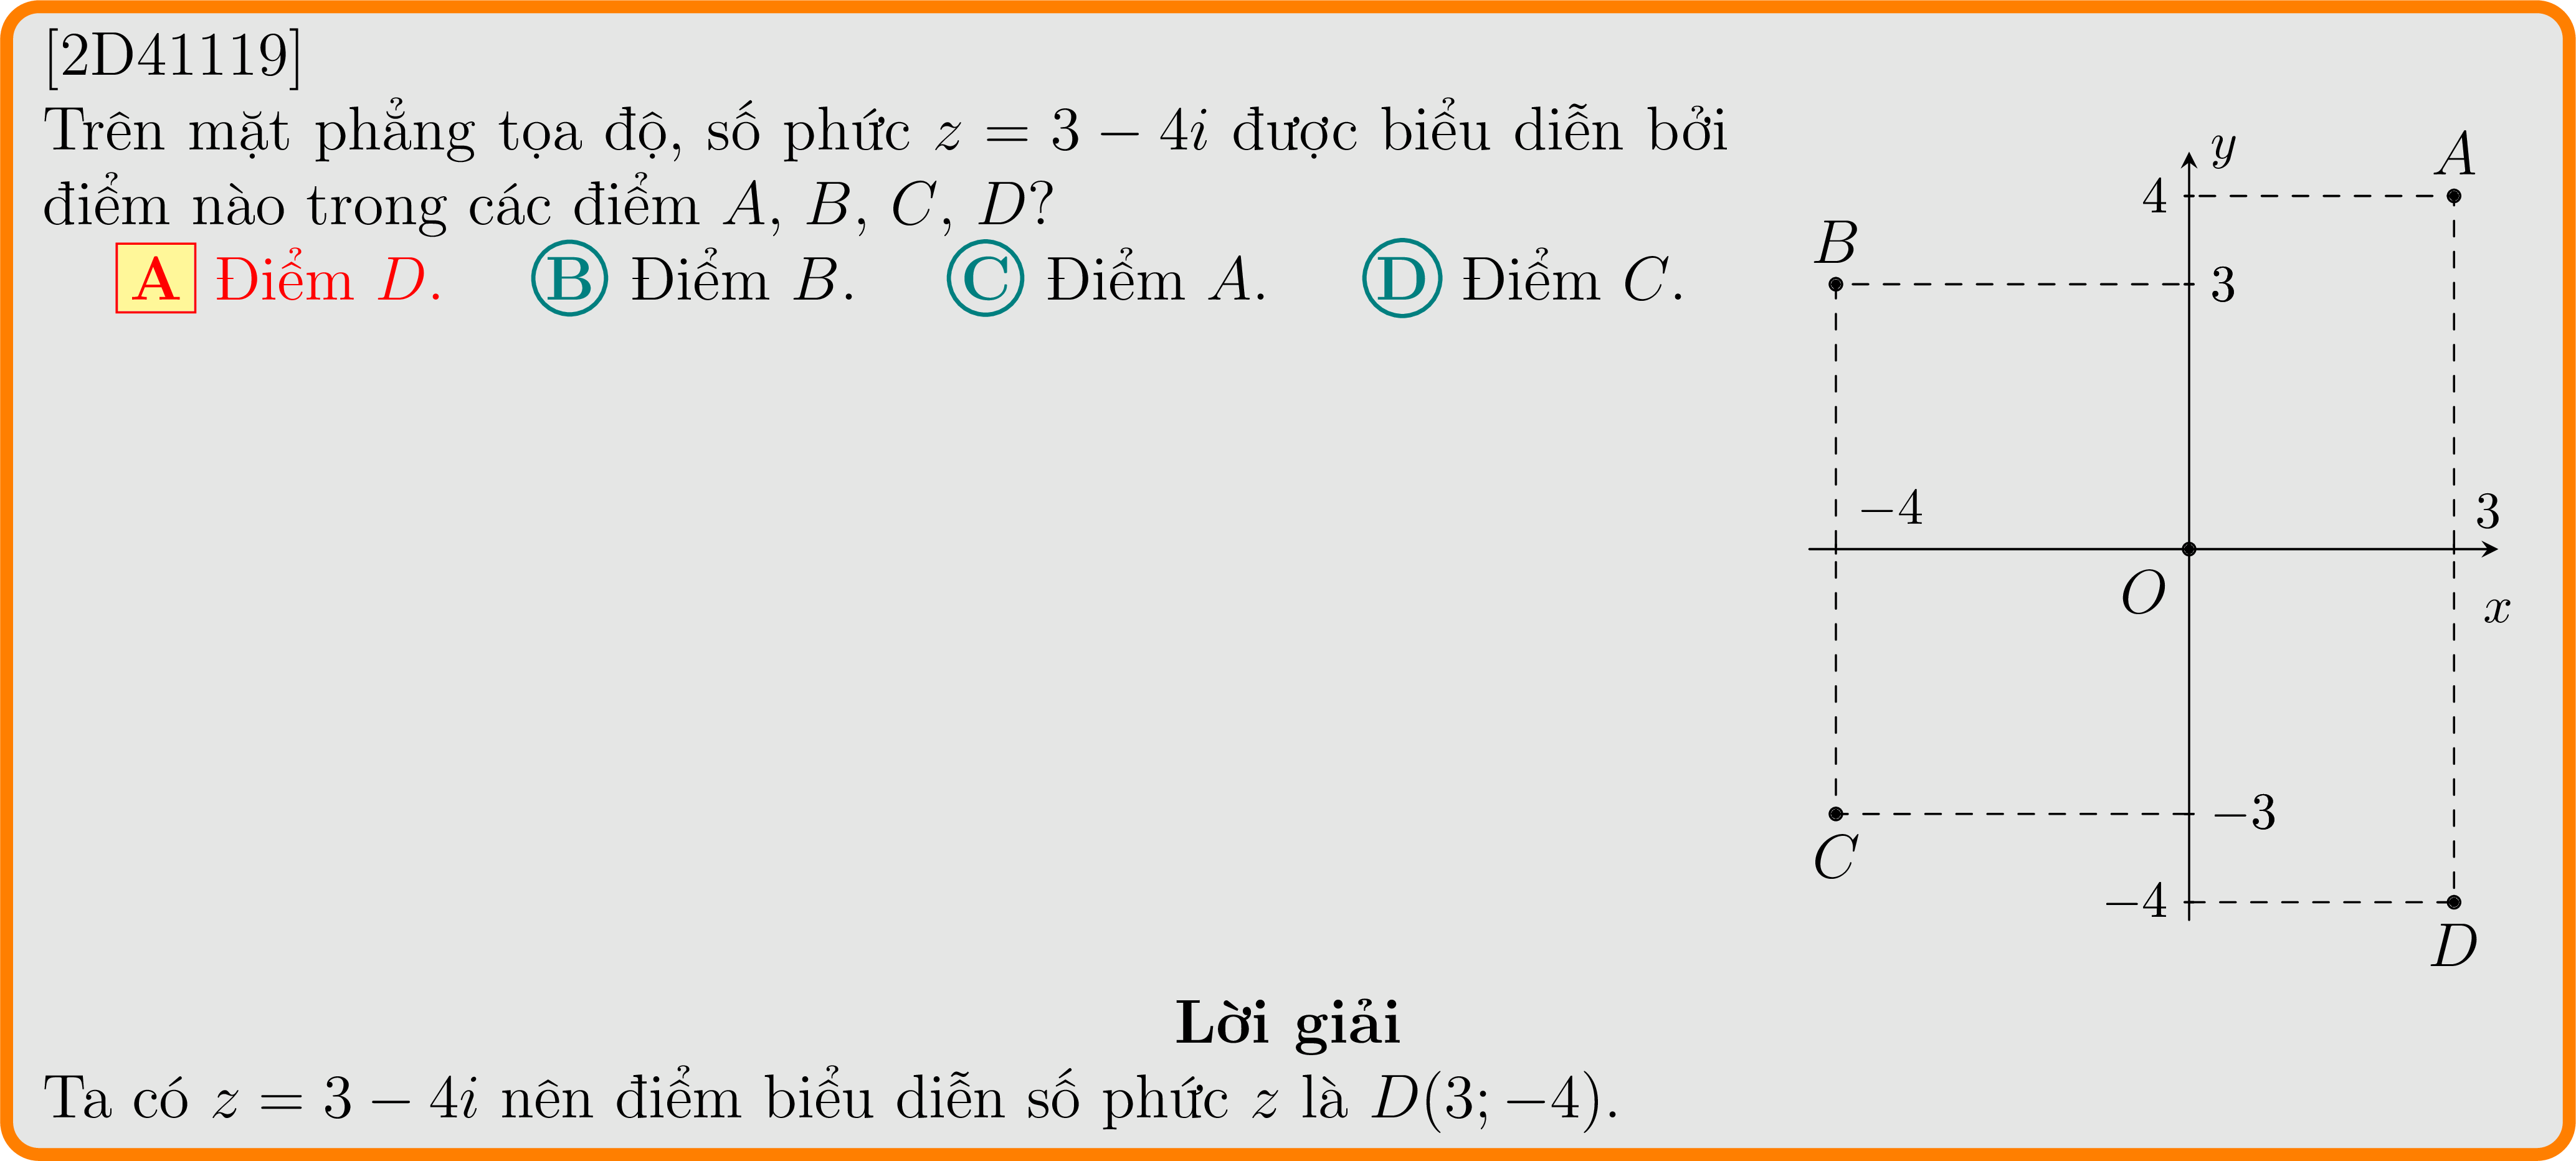 [2D41119]
Trên mặt phẳng tọa độ, số phức z = 3 − 4i được biểu diễn bởi
điểm nào trong các điểm A, B, C, D?
A Điểm D. B Điểm B. C Điểm A. D Điểm C.
y
A
4
B
3
−4
3
O
x
−3
C
−4
D
Lời giải
Ta có z = 3 − 4i nên điểm biểu diễn số phức z là D(3; −4).